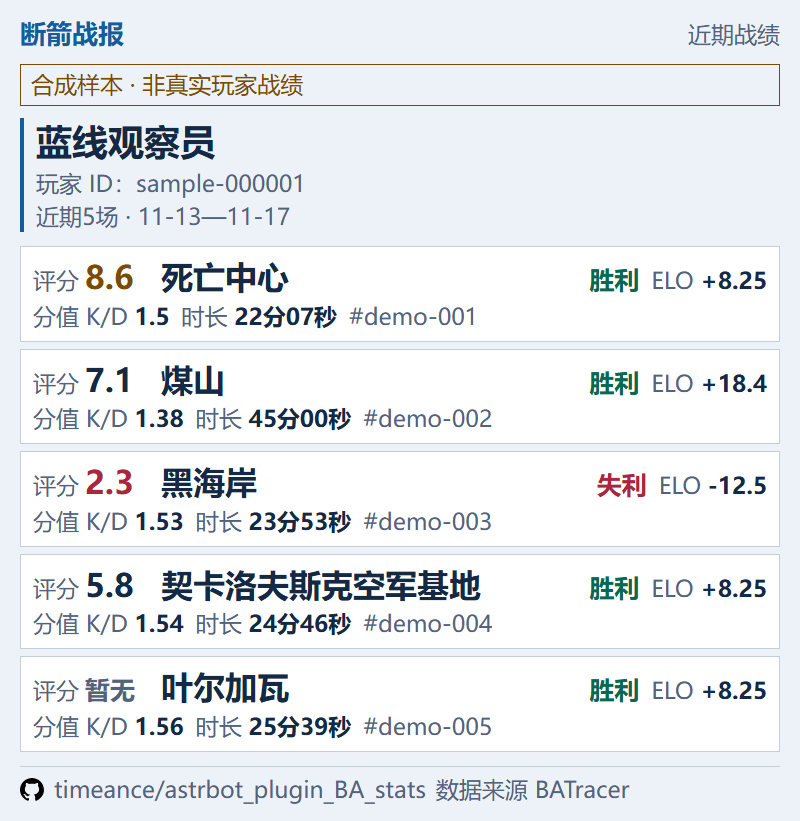 断箭战报 近期战绩
合成样本 · 非真实玩家战绩
蓝线观察员
玩家 ID：sample-000001
近期5场 · 11-13—11-17
评分 8.6 死亡中心 胜利 ELO +8.25
分值 K/D 1.5 时长 22分07秒 #demo-001
评分 7.1 煤山 胜利 ELO +18.4
分值 K/D 1.38 时长 45分00秒 #demo-002
评分 2.3 黑海岸 失利 ELO -12.5
分值 K/D 1.53 时长 23分53秒 #demo-003
评分 5.8 契卡洛夫斯克空军基地 胜利 ELO +8.25
分值 K/D 1.54 时长 24分46秒 #demo-004
评分 暂无 叶尔加瓦 胜利 ELO +8.25
分值 K/D 1.56 时长 25分39秒 #demo-005
timeance/astrbot_plugin_BA_stats 数据来源 BATracer